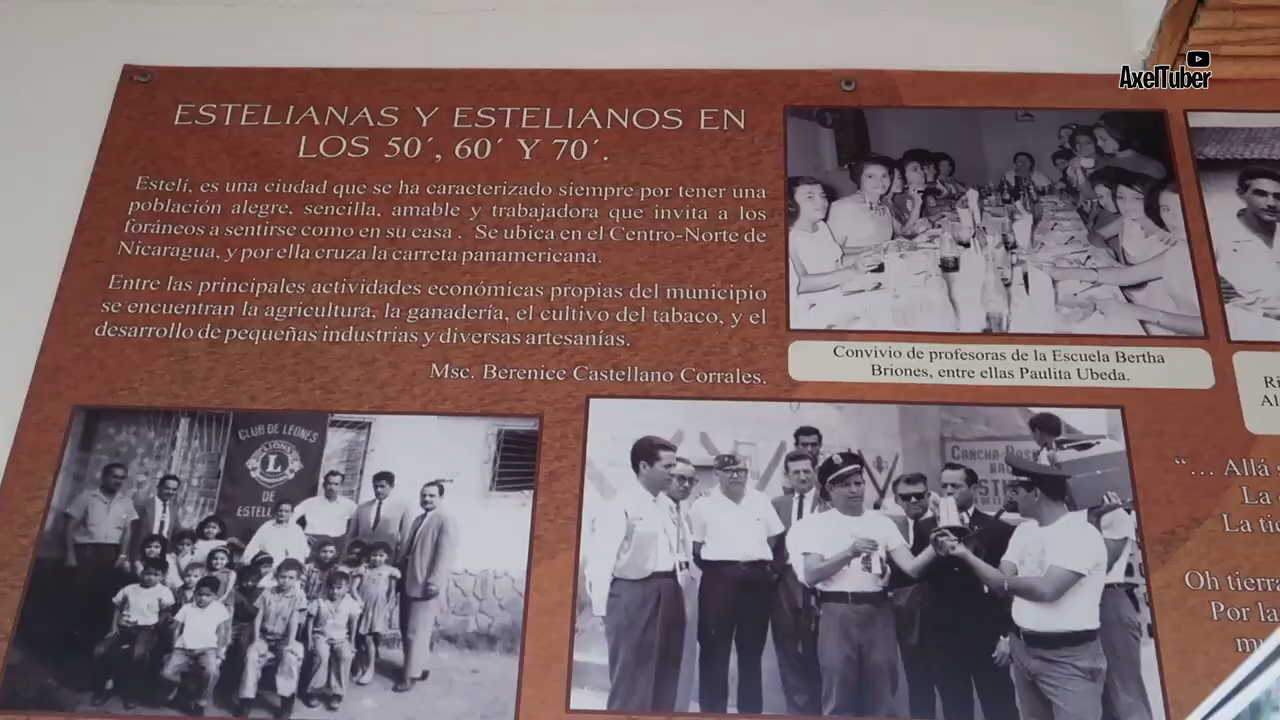 AxelTuber
ESTELIANAS Y ESTELIANOS EN
LOS 50´, 60´ Y 70´.
Estelí, es una ciudad que se ha caracterizado siempre por tener una
población alegre, sencilla, amable y trabajadora que invita a los
foráneos a sentirse como en su casa . Se ubica en el Centro-Norte de
Nicaragua, y por ella cruza la carreta panamericana.
Entre las principales actividades económicas propias del municipio
se encuentran la agricultura, la ganadería, el cultivo del tabaco, y el
desarrollo de pequeñas industrias y diversas artesanías.
Msc. Berenice Castellano Corrales.
Convivio de profesoras de la Escuela Bertha
Briones, entre ellas Paulita Ubeda.
CLUB DE LEONES
LIONS
L
DE
ESTELI
CANCHA
“… Allá
La
La
Oh
Por la